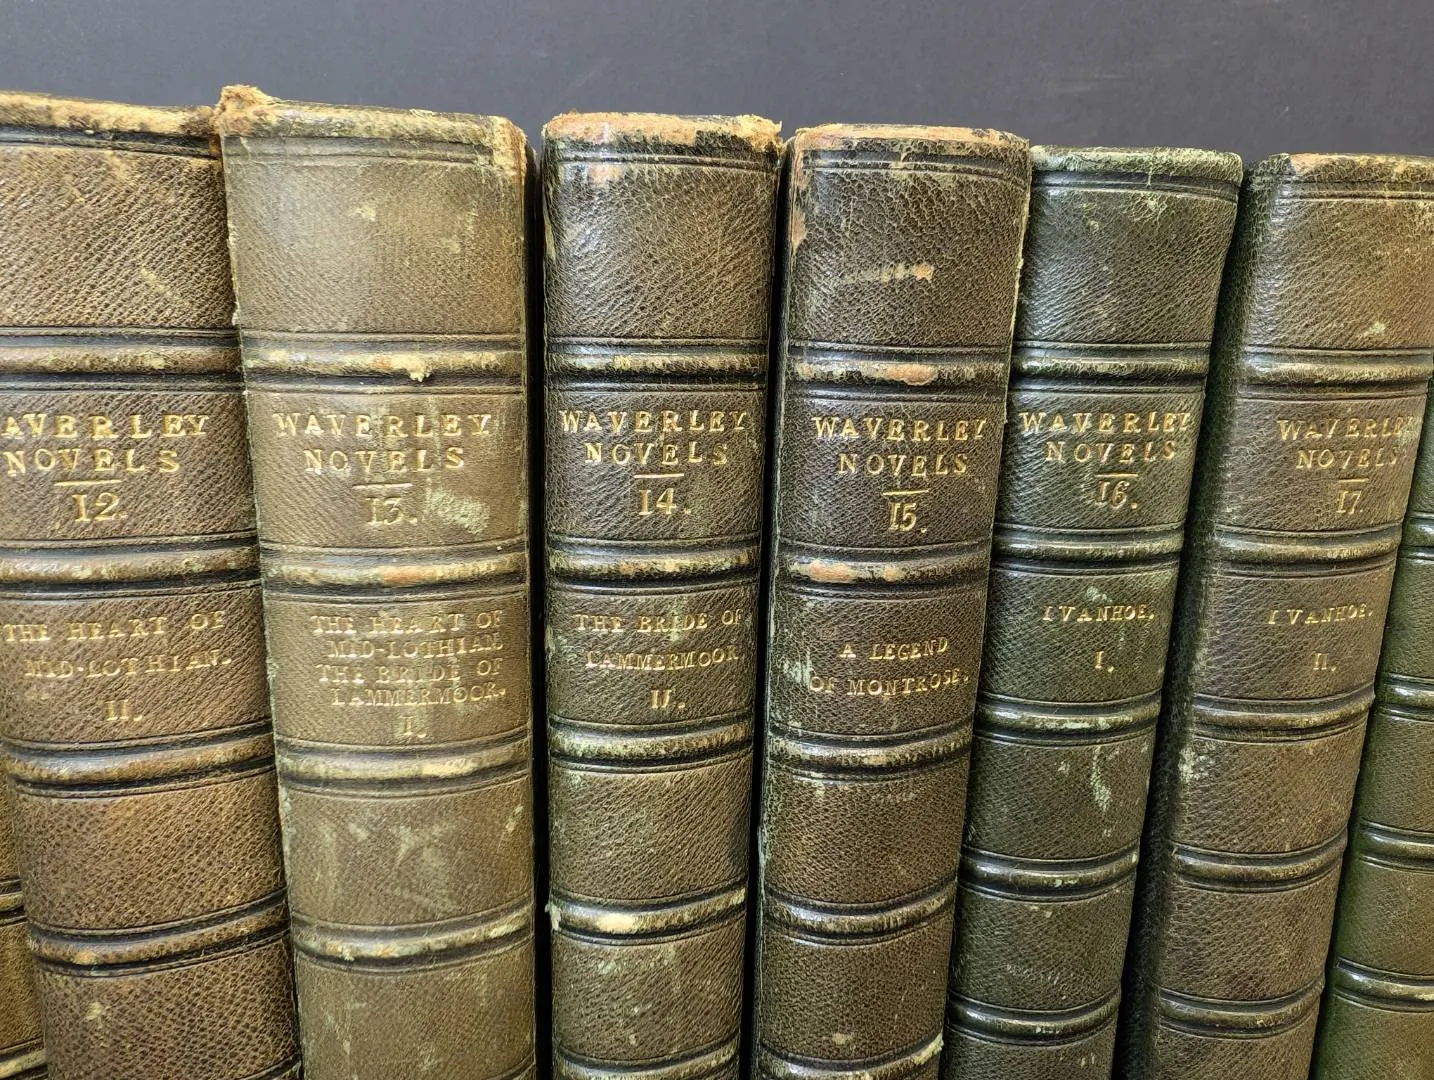 WAVERLEY
NOVELS
12.
THE HEART OF
MID-LOTHIAN.
II.
WAVERLEY
NOVELS
13.
THE HEART OF
MID-LOTHIAN.
THE BRIDE OF
LAMMERMOOR.
I.
WAVERLEY
NOVELS
14.
THE BRIDE OF
LAMMERMOOR.
II.
WAVERLEY
NOVELS
15.
A LEGEND
OF MONTROSE.
WAVERLEY
NOVELS
16.
IVANHOE.
I.
WAVERLEY
NOVELS
17.
IVANHOE.
II.